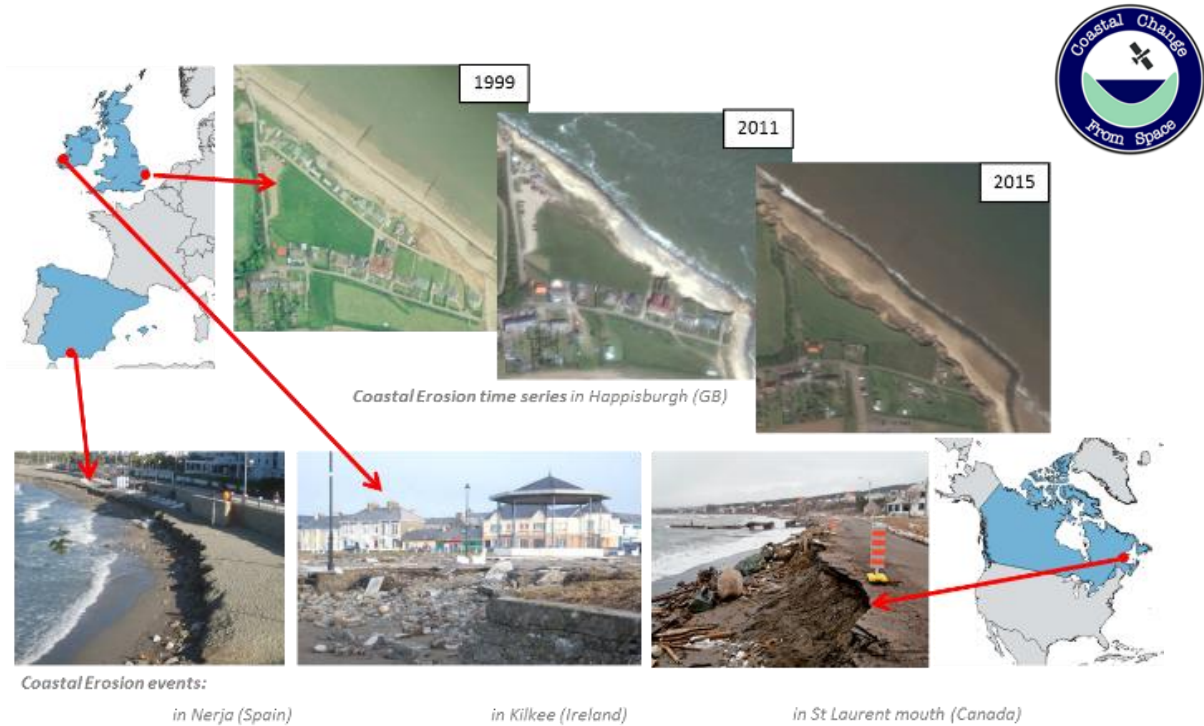 Coastal Change
From Space
1999
2011
2015
Coastal Erosion time series in Happisburgh (GB)
Coastal Erosion events:
in Nerja (Spain)
in Kilkee (Ireland)
in St Laurent mouth (Canada)